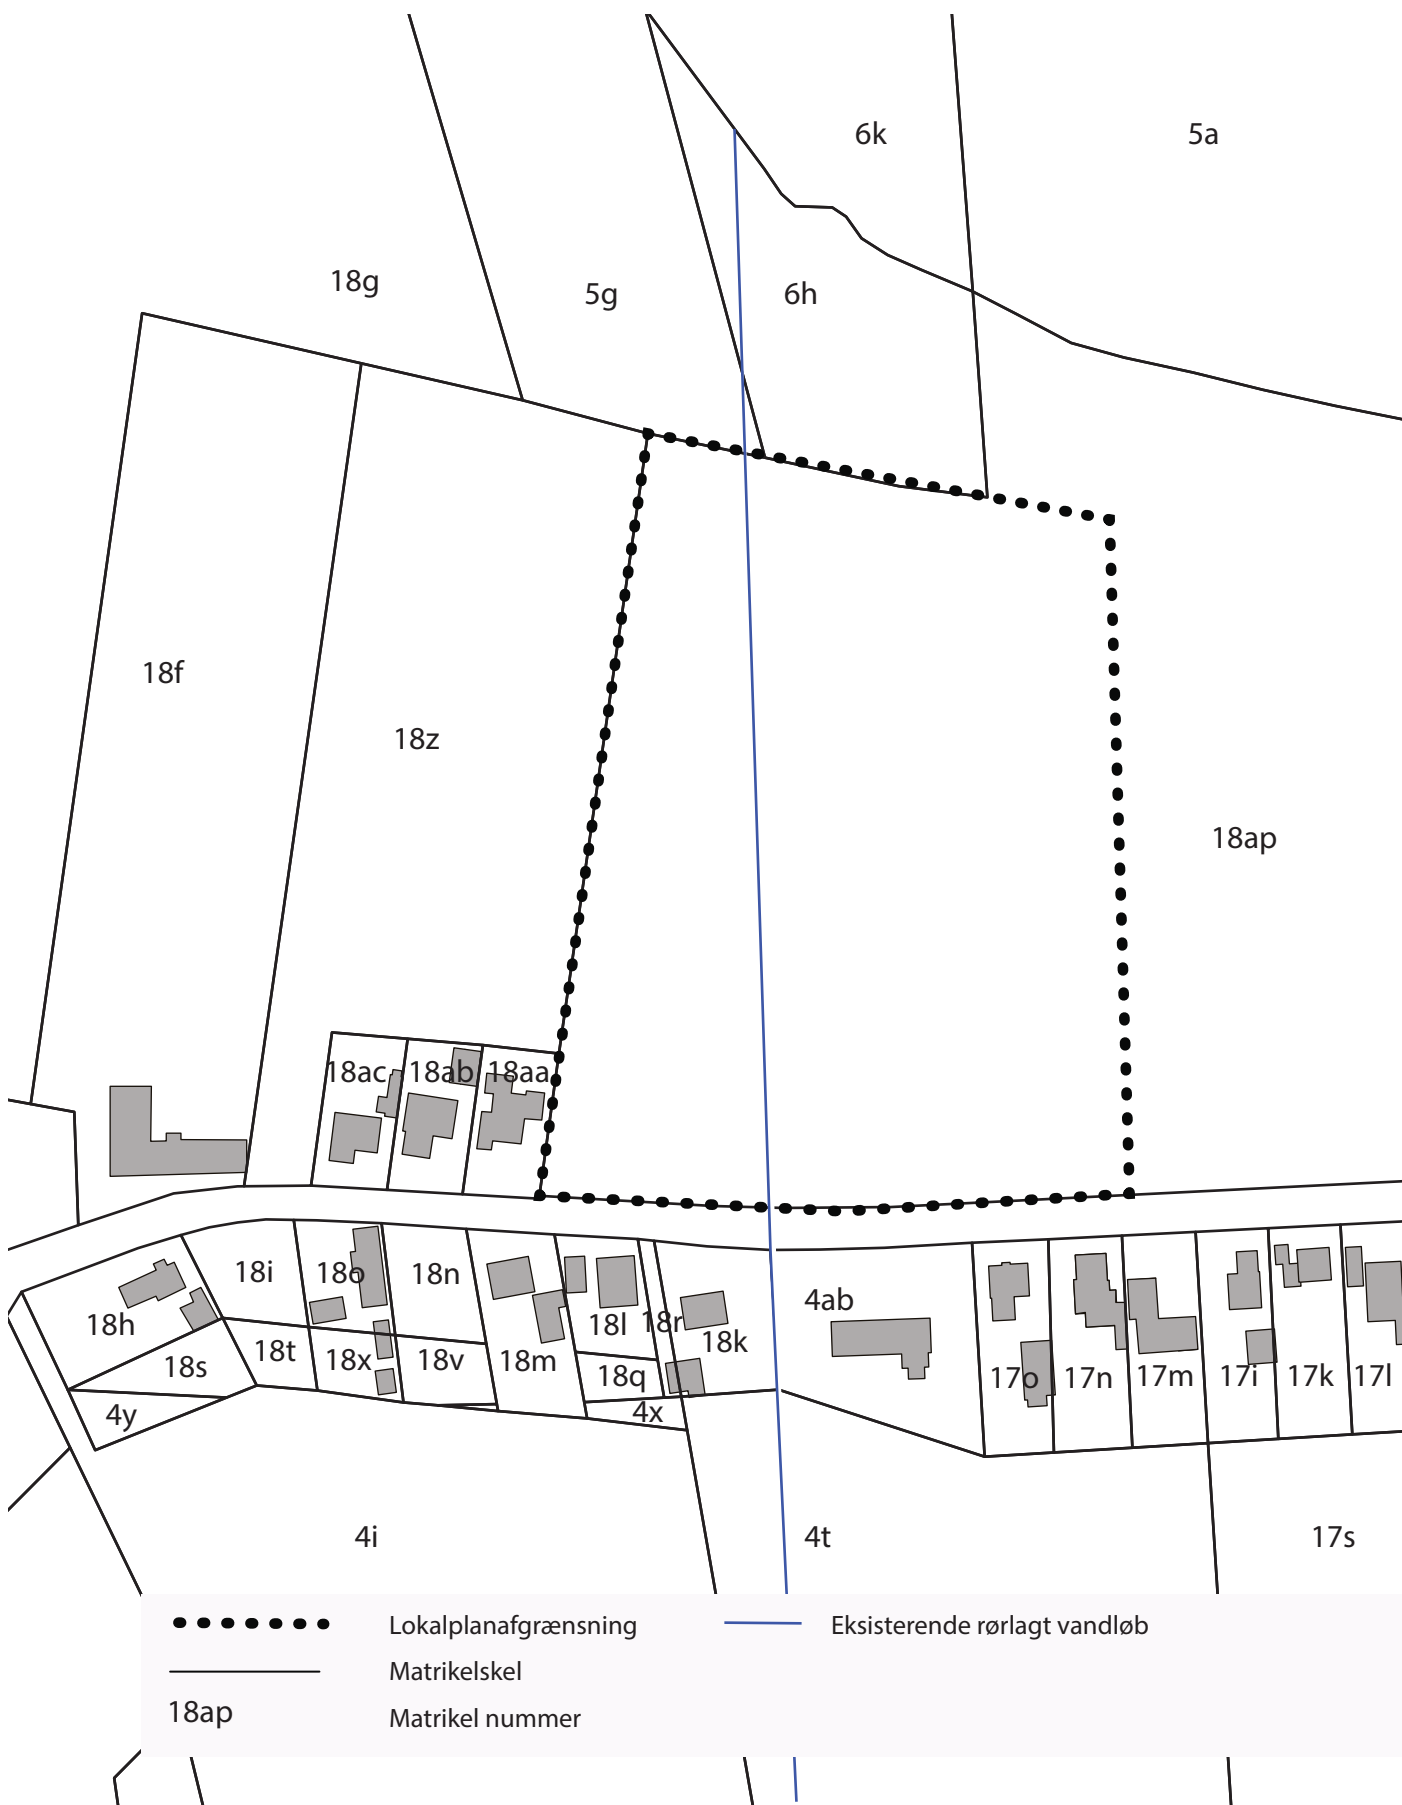 6k
5a
18g
5g
6h
18f
18z
18ap
18ac
18ab
18aa
18i
18o
18n
4ab
18h
18l
18r
18k
18s
18t
18x
18v
18m
18q
17o
17n
17m
17i
17k
17l
4y
4x
4i
4t
17s
Lokalplanafgrænsning
Eksisterende rørlagt vandløb
Matrikelskel
18ap
Matrikel nummer